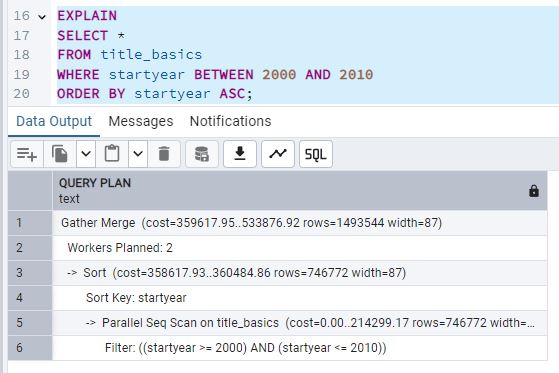 16 EXPLAIN
17 SELECT *
18 FROM title_basics
19 WHERE startyear BETWEEN 2000 AND 2010
20 ORDER BY startyear ASC;
Data Output Messages Notifications
SQL
QUERY PLAN
text
1 Gather Merge (cost=359617.95..533876.92 rows=1493544 width=87)
2 Workers Planned: 2
3 -> Sort (cost=358617.93..360484.86 rows=746772 width=87)
4 Sort Key: startyear
5 -> Parallel Seq Scan on title_basics (cost=0.00..214299.17 rows=746772 width=...
6 Filter: ((startyear >= 2000) AND (startyear <= 2010))